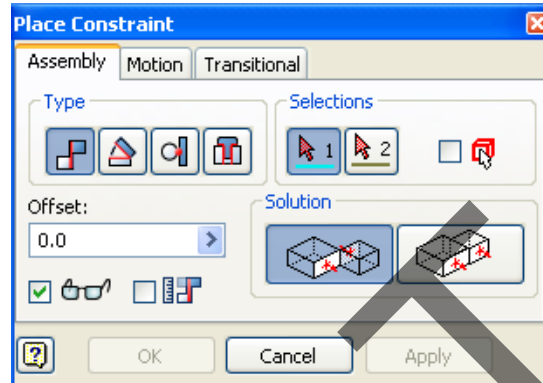 Place Constraint
Assembly Motion Transitional
Type
Selections
1 2
Offset:
Solution
0.0
? OK Cancel Apply